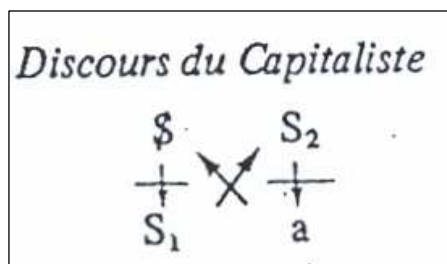 Discours du Capitaliste
$ S₂
S₁ a